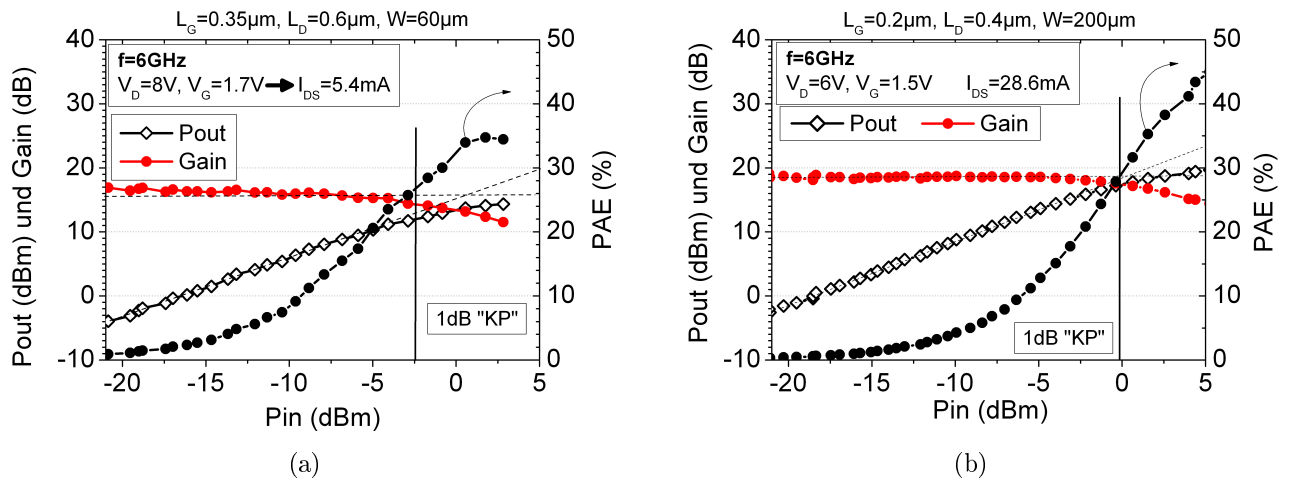 L_G=0.35µm, L_D=0.6µm, W=60µm
f=6GHz
V_D=8V, V_G=1.7V I_DS=5.4mA
Pout
Gain
1dB "KP"
Pout (dBm) und Gain (dB)
40
30
20
10
0
-10
PAE (%)
50
40
30
20
10
0
-20 -15 -10 -5 0 5
Pin (dBm)
(a)
L_G=0.2µm, L_D=0.4µm, W=200µm
f=6GHz
V_D=6V, V_G=1.5V I_DS=28.6mA
Pout Gain
1dB "KP"
Pout (dBm) und Gain (dB)
40
30
20
10
0
-10
PAE (%)
50
40
30
20
10
0
-20 -15 -10 -5 0 5
Pin (dBm)
(b)